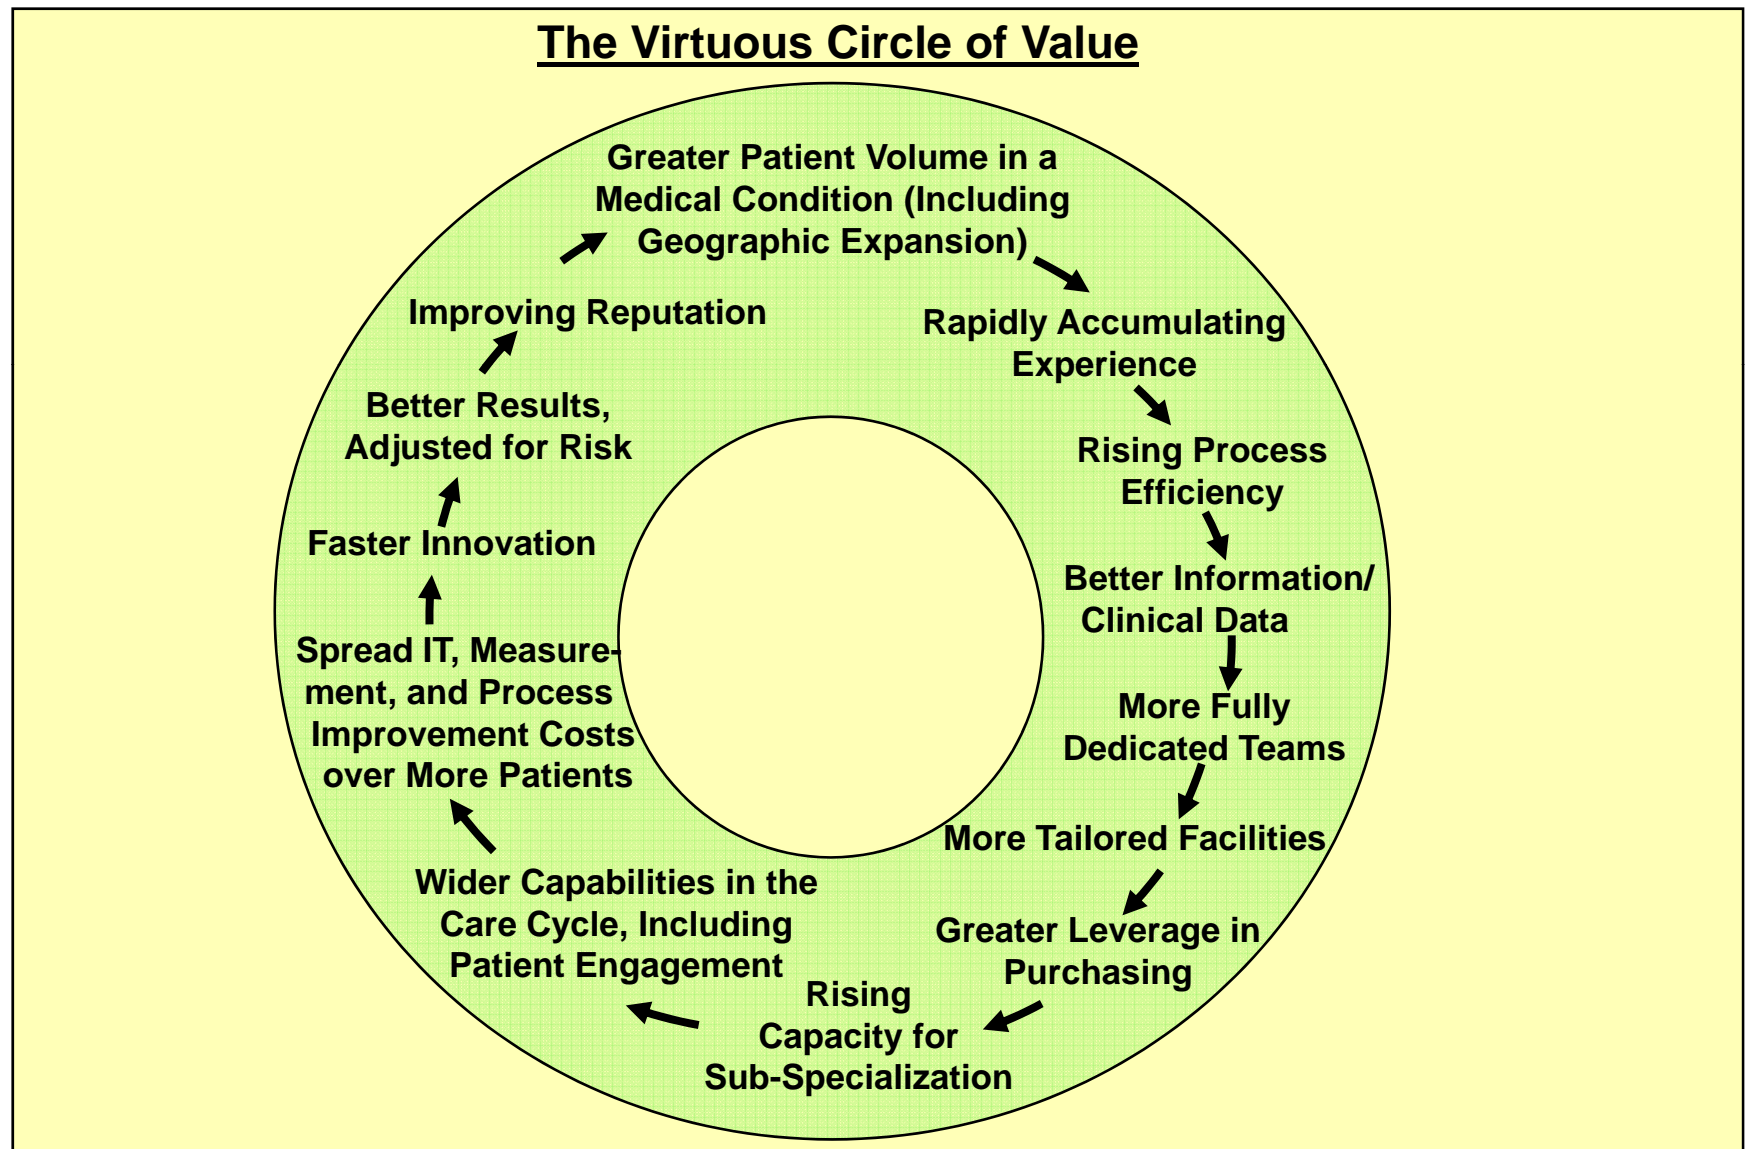 The Virtuous Circle of Value
Greater Patient Volume in a
Medical Condition (Including
Geographic Expansion)
Rapidly Accumulating
Experience
Rising Process
Efficiency
Better Information/
Clinical Data
More Fully
Dedicated Teams
More Tailored Facilities
Greater Leverage in
Purchasing
Rising
Capacity for
Sub-Specialization
Wider Capabilities in the
Care Cycle, Including
Patient Engagement
Spread IT, Measure-
ment, and Process
Improvement Costs
over More Patients
Faster Innovation
Better Results,
Adjusted for Risk
Improving Reputation